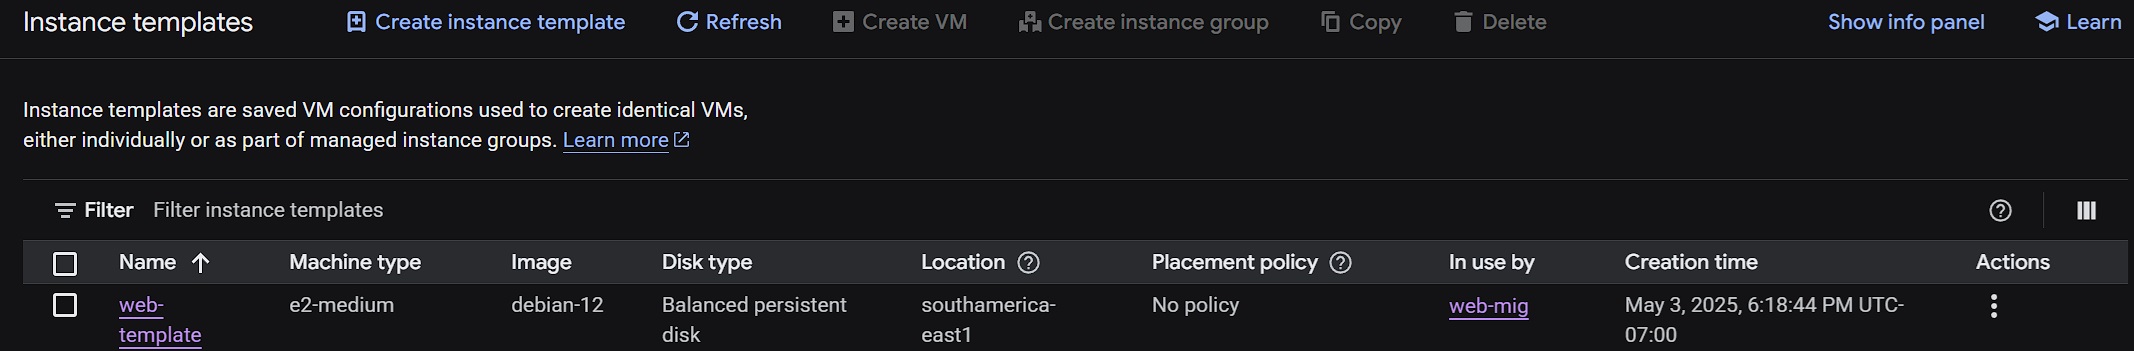 Instance templates Create instance template Refresh Create VM Create instance group Copy Delete Show info panel Learn
Instance templates are saved VM configurations used to create identical VMs,
either individually or as part of managed instance groups. Learn more
Filter Filter instance templates
Name Machine type Image Disk type Location Placement policy In use by Creation time Actions
web- e2-medium debian-12 Balanced persistent southamerica- No policy web-mig May 3, 2025, 6:18:44 PM UTC-
template disk east1 07:00